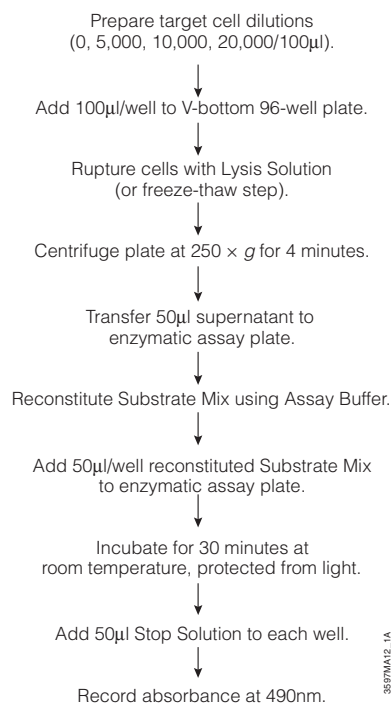 Prepare target cell dilutions
(0, 5,000, 10,000, 20,000/100µl).
Add 100µl/well to V-bottom 96-well plate.
Rupture cells with Lysis Solution
(or freeze-thaw step).
Centrifuge plate at 250 × g for 4 minutes.
Transfer 50µl supernatant to
enzymatic assay plate.
Reconstitute Substrate Mix using Assay Buffer.
Add 50µl/well reconstituted Substrate Mix
to enzymatic assay plate.
Incubate for 30 minutes at
room temperature, protected from light.
Add 50µl Stop Solution to each well.
Record absorbance at 490nm.
3597MA12_1A